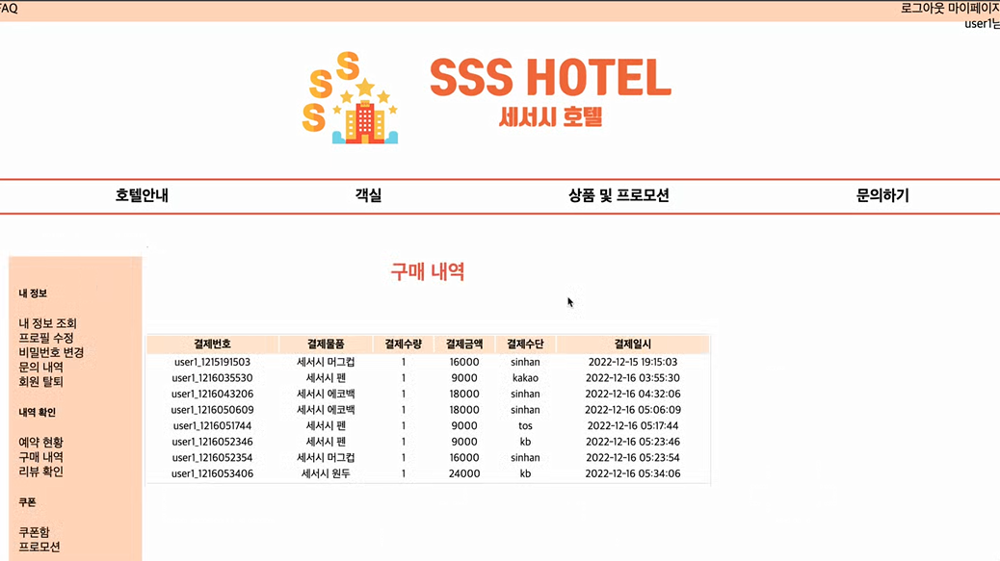 FAQ
로그아웃 마이페이지
user1님
S
S
S
SSS HOTEL
세서시 호텔
호텔안내 객실 상품 및 프로모션 문의하기
구매 내역
내 정보
내 정보 조회
프로필 수정
비밀번호 변경
문의 내역
회원 탈퇴
내역 확인
예약 현황
구매 내역
리뷰 확인
쿠폰
쿠폰함
프로모션
결제번호 결제물품 결제수량 결제금액 결제수단 결제일시
user1_1215191503 세서시 머그컵 1 16000 sinhan 2022-12-15 19:15:03
user1_1216035530 세서시 펜 1 9000 kakao 2022-12-16 03:55:30
user1_1216043206 세서시 에코백 1 18000 sinhan 2022-12-16 04:32:06
user1_1216050609 세서시 에코백 1 18000 sinhan 2022-12-16 05:06:09
user1_1216051744 세서시 펜 1 9000 tos 2022-12-16 05:17:44
user1_1216052346 세서시 펜 1 9000 kb 2022-12-16 05:23:46
user1_1216052354 세서시 머그컵 1 16000 sinhan 2022-12-16 05:23:54
user1_1216053406 세서시 원두 1 24000 kb 2022-12-16 05:34:06